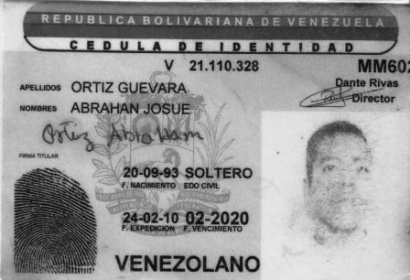 REPUBLICA BOLIVARIANA DE VENEZUELA
CEDULA DE IDENTIDAD
V 21.110.328 MM602
APELLIDOS ORTIZ GUEVARA
Dante Rivas
Director
NOMBRES ABRAHAN JOSUE
Ortiz Abraham
FIRMA TITULAR
20-09-93 SOLTERO
F. NACIMIENTO EDO CIVIL
24-02-10 02-2020
F. EXPEDICION F. VENCIMIENTO
VENEZOLANO